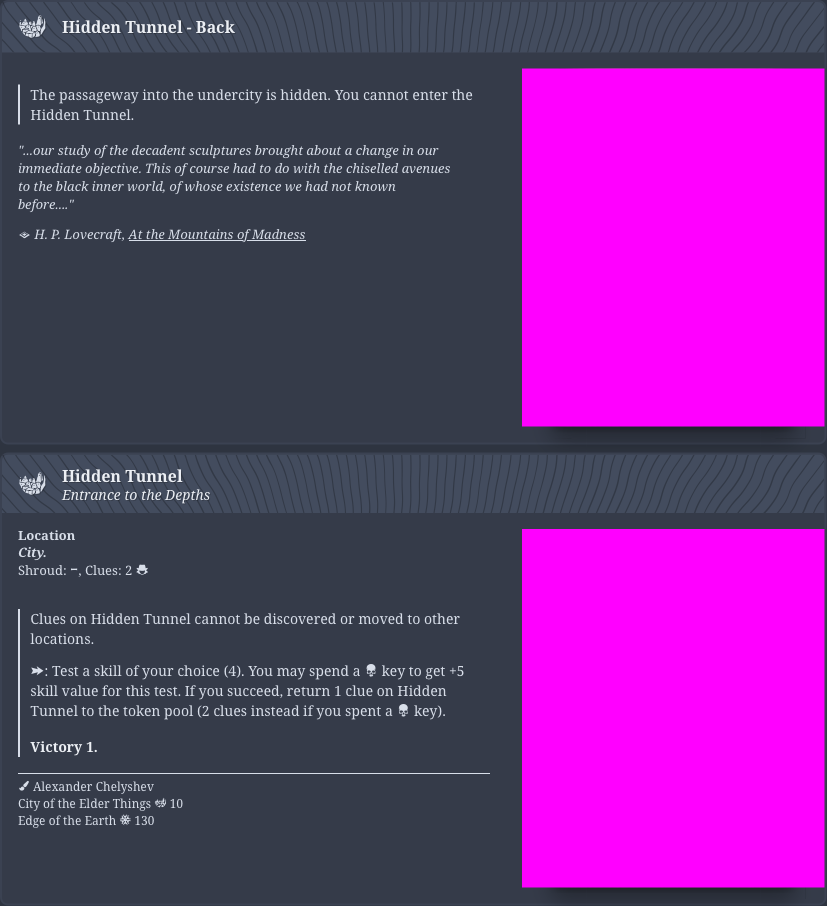 Hidden Tunnel - Back
The passageway into the undercity is hidden. You cannot enter the
Hidden Tunnel.
"...our study of the decadent sculptures brought about a change in our
immediate objective. This of course had to do with the chiselled avenues
to the black inner world, of whose existence we had not known
before...."
H. P. Lovecraft, At the Mountains of Madness
Hidden Tunnel
Entrance to the Depths
Location
City.
Shroud: –, Clues: 2
Clues on Hidden Tunnel cannot be discovered or moved to other
locations.
: Test a skill of your choice (4). You may spend a key to get +5
skill value for this test. If you succeed, return 1 clue on Hidden
Tunnel to the token pool (2 clues instead if you spent a key).
Victory 1.
Alexander Chelyshev
City of the Elder Things 10
Edge of the Earth 130